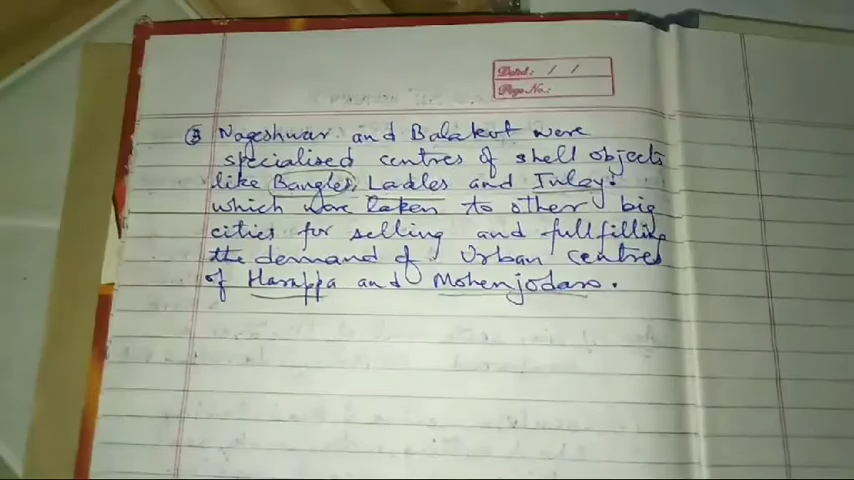 Dated: / /
Page No.:
③ Nageshwar and Balakot were
specialised centres of shell objects
like Bangles, Ladles and Inlay:
which were taken to other big
cities for selling and fullfilling
the demand of Urban centres
of Harappa and Mohenjodaro.